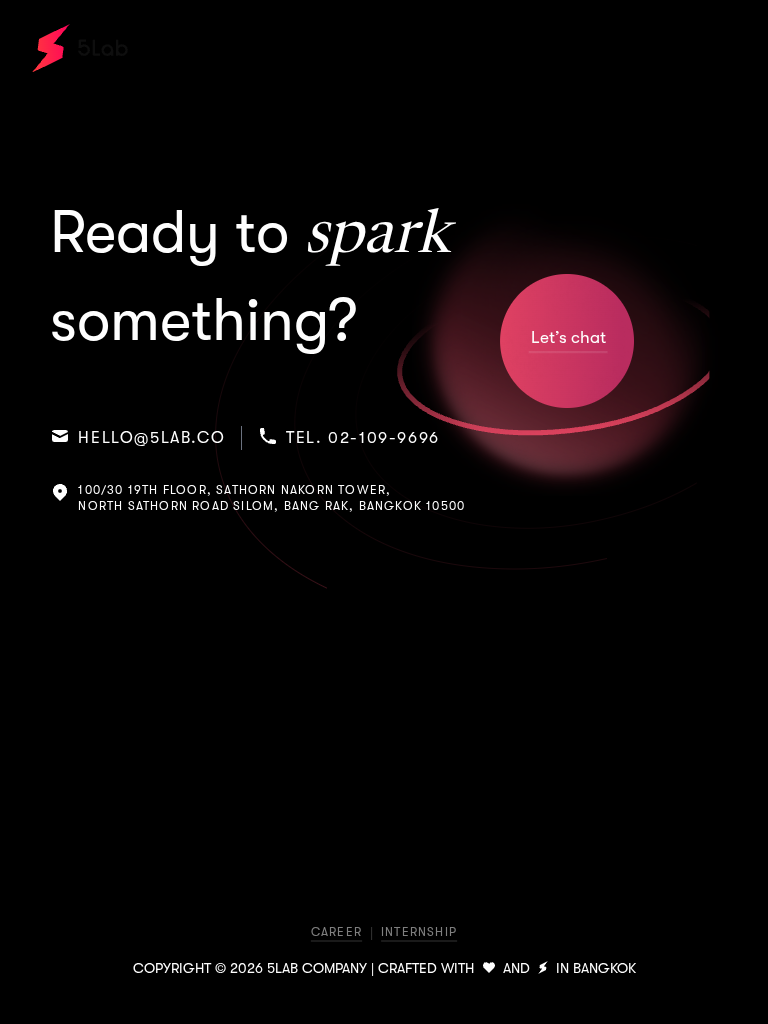 5Lab
Ready to spark
something?
Let's chat
HELLO@5LAB.CO | TEL. 02-109-9696
100/30 19TH FLOOR, SATHORN NAKORN TOWER,
NORTH SATHORN ROAD SILOM, BANG RAK, BANGKOK 10500
CAREER | INTERNSHIP
COPYRIGHT © 2026 5LAB COMPANY | CRAFTED WITH AND IN BANGKOK